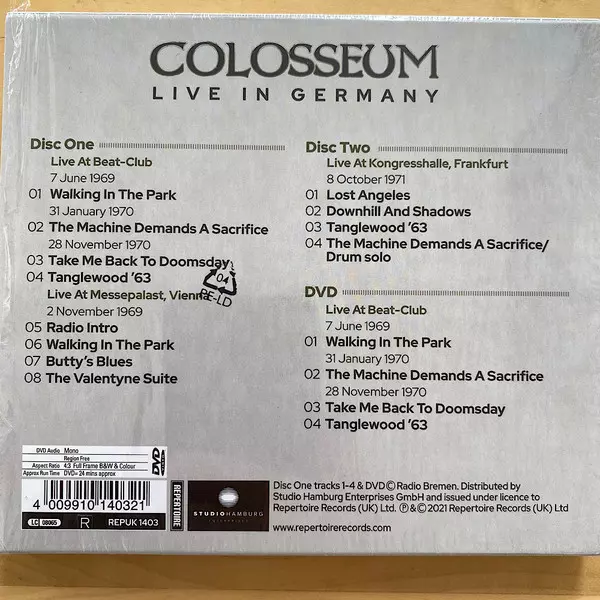 COLOSSEUM
LIVE IN GERMANY
Disc One
Live At Beat-Club
7 June 1969
01 Walking In The Park
31 January 1970
02 The Machine Demands A Sacrifice
28 November 1970
03 Take Me Back To Doomsday
04 Tanglewood '63
Live At Messepalast, Vienna
2 November 1969
05 Radio Intro
06 Walking In The Park
07 Butty's Blues
08 The Valentyne Suite
04
PE-LD
Disc Two
Live At Kongresshalle, Frankfurt
8 October 1971
01 Lost Angeles
02 Downhill And Shadows
03 Tanglewood '63
04 The Machine Demands A Sacrifice/
Drum solo
DVD
Live At Beat-Club
7 June 1969
01 Walking In The Park
31 January 1970
02 The Machine Demands A Sacrifice
28 November 1970
03 Take Me Back To Doomsday
04 Tanglewood '63
DVD Audio Mono
Region Free
Aspect Ratio 4:3 Full Frame B&W & Colour
Approx Run Time DVD= 24 mins approx
DVD
4 009910 140321
LC 08065 R REPUK 1403
REPERTOIRE
STUDIO HAMBURG
Disc One tracks 1-4 & DVD © Radio Bremen. Distributed by
Studio Hamburg Enterprises GmbH and issued under licence to
Repertoire Records (UK) Ltd. ℗ & © 2021 Repertoire Records (UK) Ltd
www.repertoirerecords.com